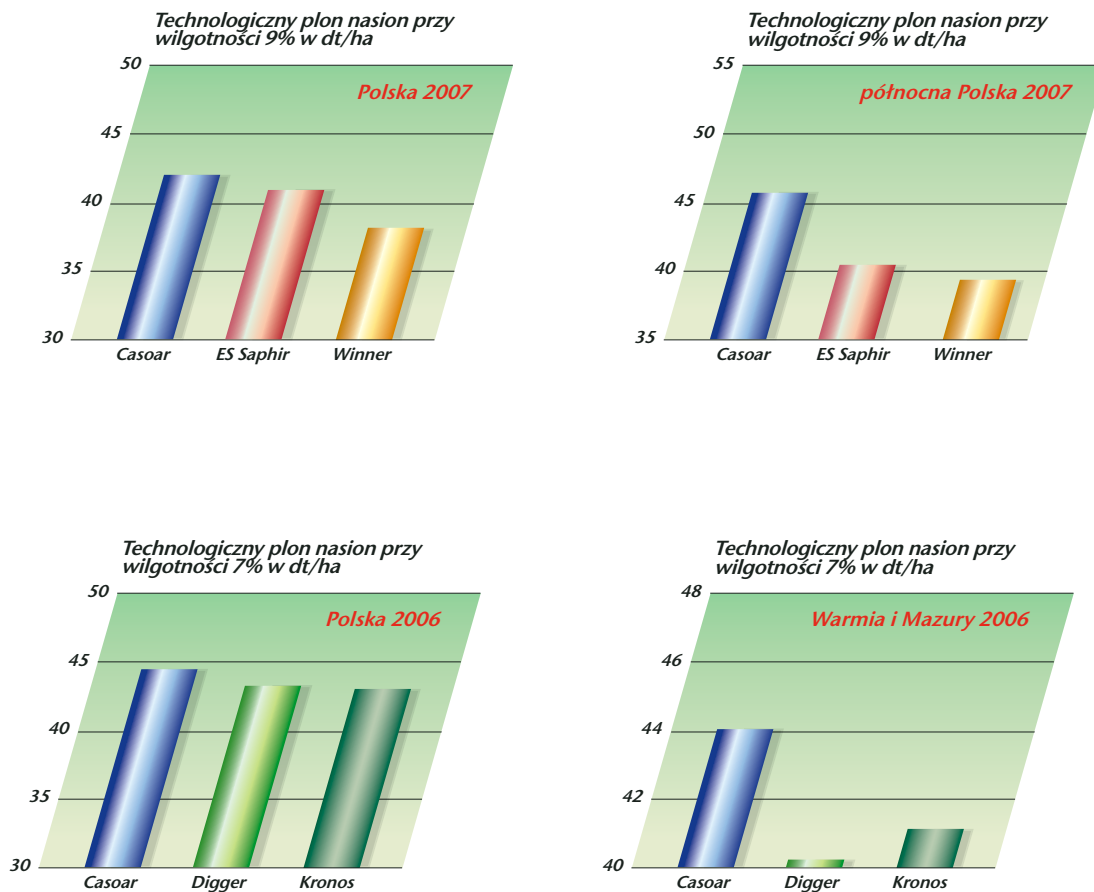 Technologiczny plon nasion przy
wilgotności 9% w dt/ha
50
Polska 2007
45
40
35
30
Casoar ES Saphir Winner
Technologiczny plon nasion przy
wilgotności 9% w dt/ha
55
północna Polska 2007
50
45
40
35
Casoar ES Saphir Winner
Technologiczny plon nasion przy
wilgotności 7% w dt/ha
50
Polska 2006
45
40
35
30
Casoar Digger Kronos
Technologiczny plon nasion przy
wilgotności 7% w dt/ha
48
Warmia i Mazury 2006
46
44
42
40
Casoar Digger Kronos